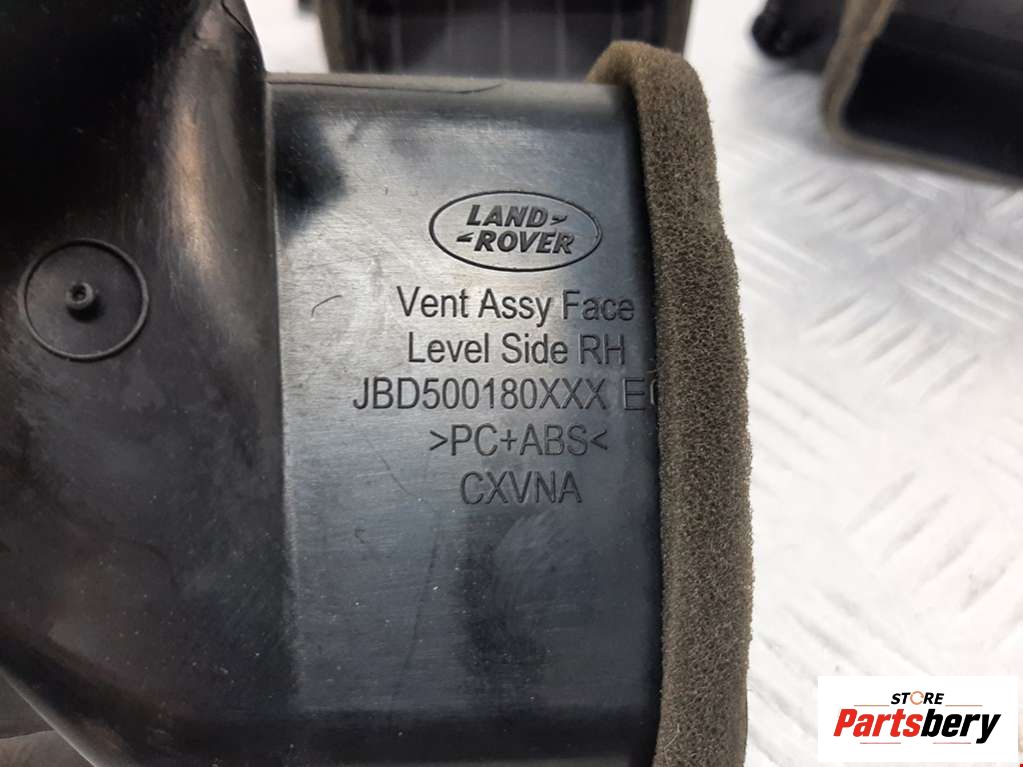 LAND
ROVER
Vent Assy Face
Level Side RH
JBD500180XXX
>PC+ABS<
CXVNA
STORE
Partsbery